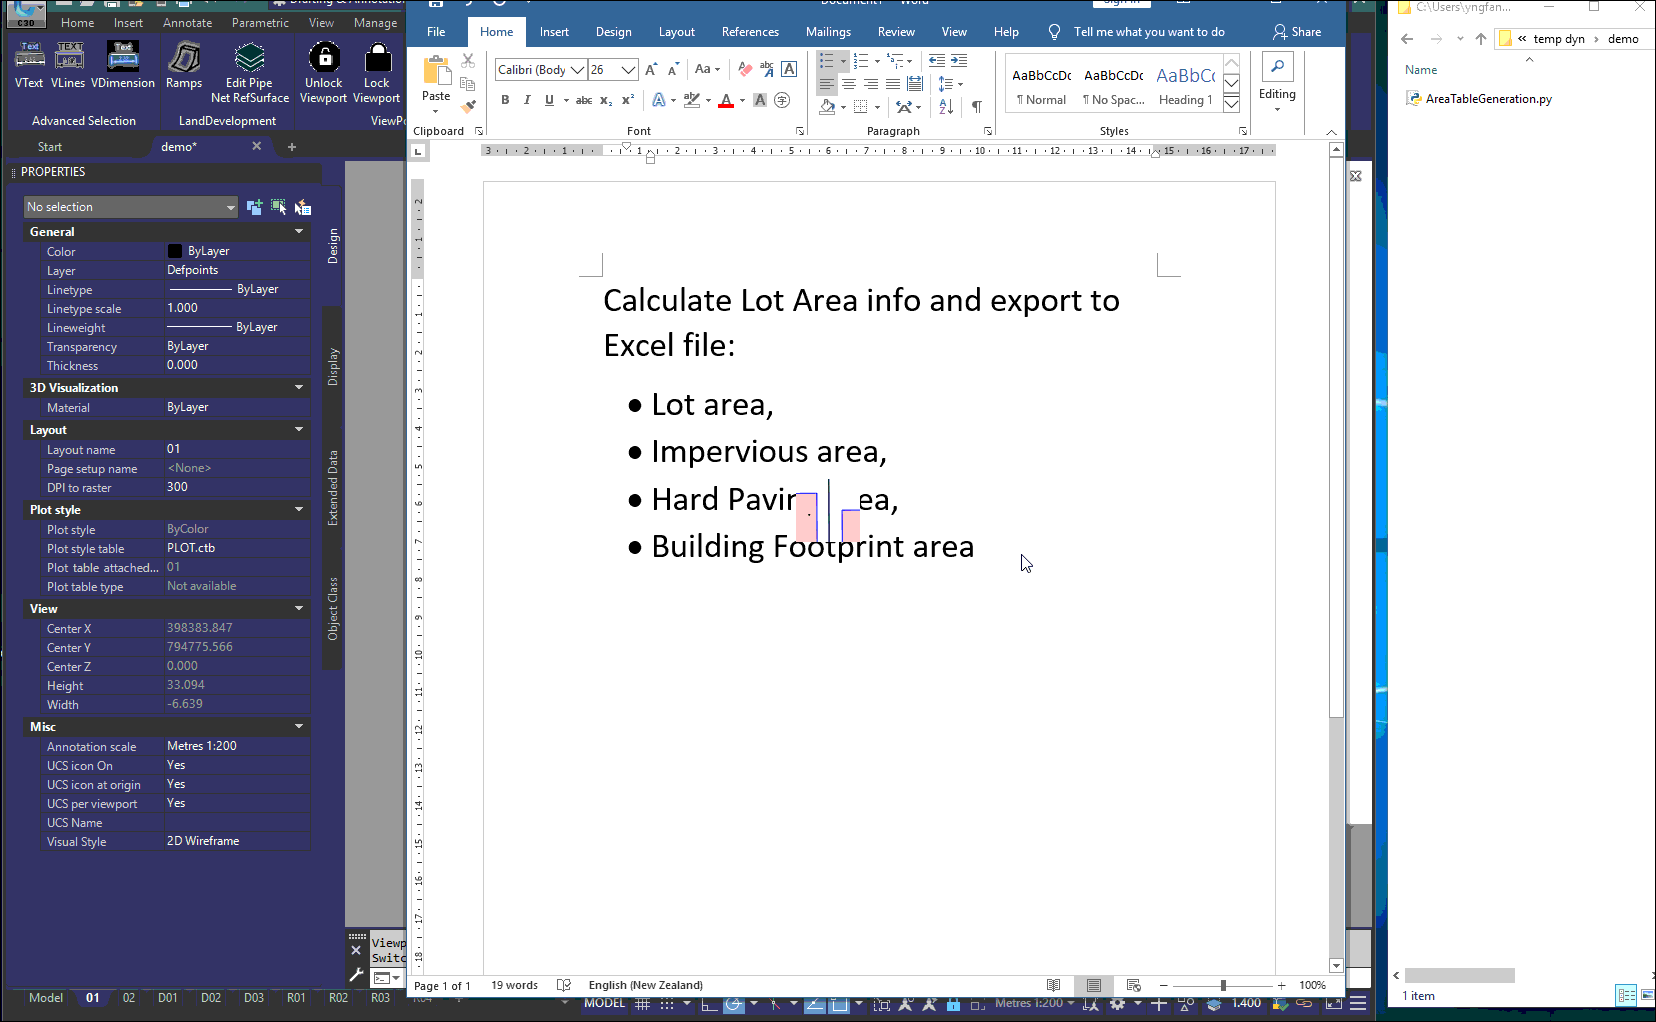 C3D
Home Insert Annotate Parametric View Manage
VText VLines VDimension Ramps Edit Pipe Net RefSurface Unlock Viewport Lock Viewport
Advanced Selection LandDevelopment
Start demo*
PROPERTIES
No selection
General
Color ByLayer
Layer Defpoints
Linetype ByLayer
Linetype scale 1.000
Lineweight ByLayer
Transparency ByLayer
Thickness 0.000
3D Visualization
Material ByLayer
Layout
Layout name 01
Page setup name <None>
DPI to raster 300
Plot style
Plot style ByColor
Plot style table PLOT.ctb
Plot table attached... 01
Plot table type Not available
View
Center X 398383.847
Center Y 794775.566
Center Z 0.000
Height 33.094
Width -6.639
Misc
Annotation scale Metres 1:200
UCS icon On Yes
UCS icon at origin Yes
UCS per viewport Yes
UCS Name
Visual Style 2D Wireframe
Design
Display
Extended Data
Object Class
Model 01 02 D01 D02 D03 R01 R02 R03
File Home Insert Design Layout References Mailings Review View Help Tell me what you want to do Share
Paste
Calibri (Body 26
AaBbCcDc AaBbCcDc AaBbCc
¶ Normal ¶ No Spac... Heading 1
Editing
Clipboard Font Paragraph Styles
Calculate Lot Area info and export to
Excel file:
• Lot area,
• Impervious area,
• Hard Pavin ea,
• Building Footprint area
Page 1 of 1 19 words English (New Zealand) 100%
MODEL Metres 1:200 1.400
C:\Users\yngfan...
« temp dyn > demo
Name
AreaTableGeneration.py
1 item